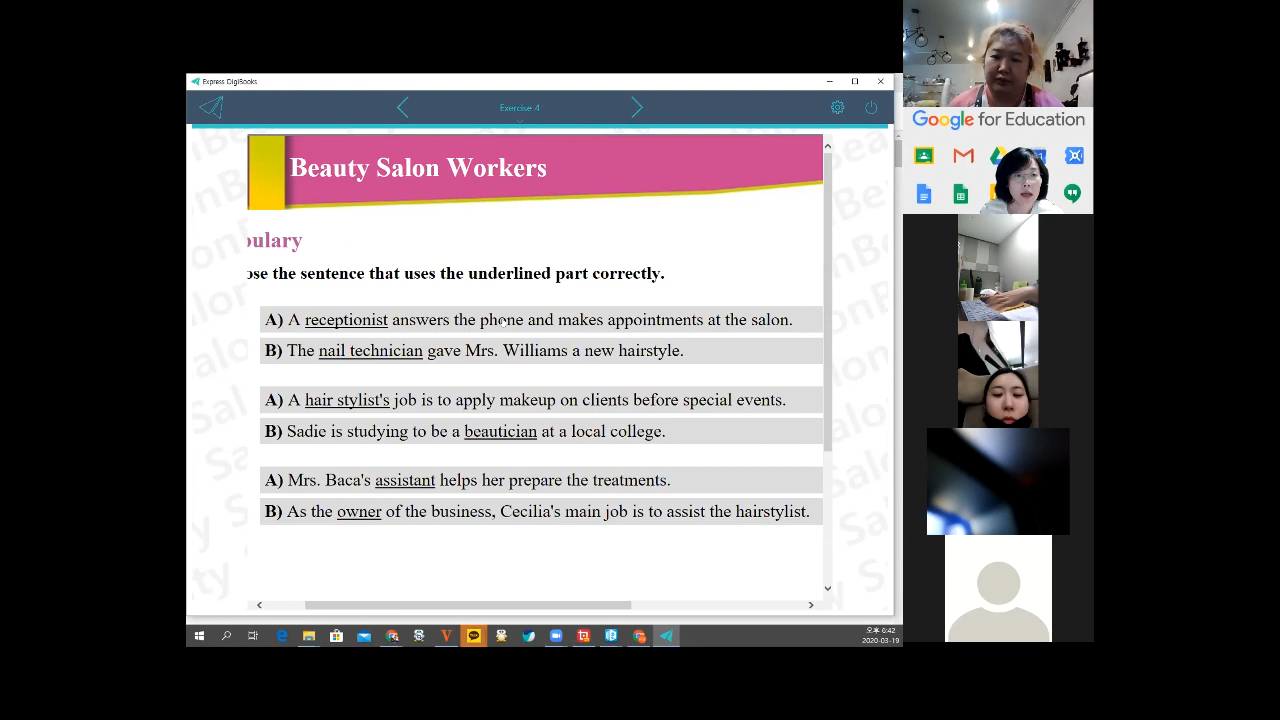 Express DigiBooks
Exercise 4
Beauty Salon Workers
bulary
ose the sentence that uses the underlined part correctly.
A) A receptionist answers the phone and makes appointments at the salon.
B) The nail technician gave Mrs. Williams a new hairstyle.
A) A hair stylist's job is to apply makeup on clients before special events.
B) Sadie is studying to be a beautician at a local college.
A) Mrs. Baca's assistant helps her prepare the treatments.
B) As the owner of the business, Cecilia's main job is to assist the hairstylist.
오후 6:42
2020-03-19
Google for Education